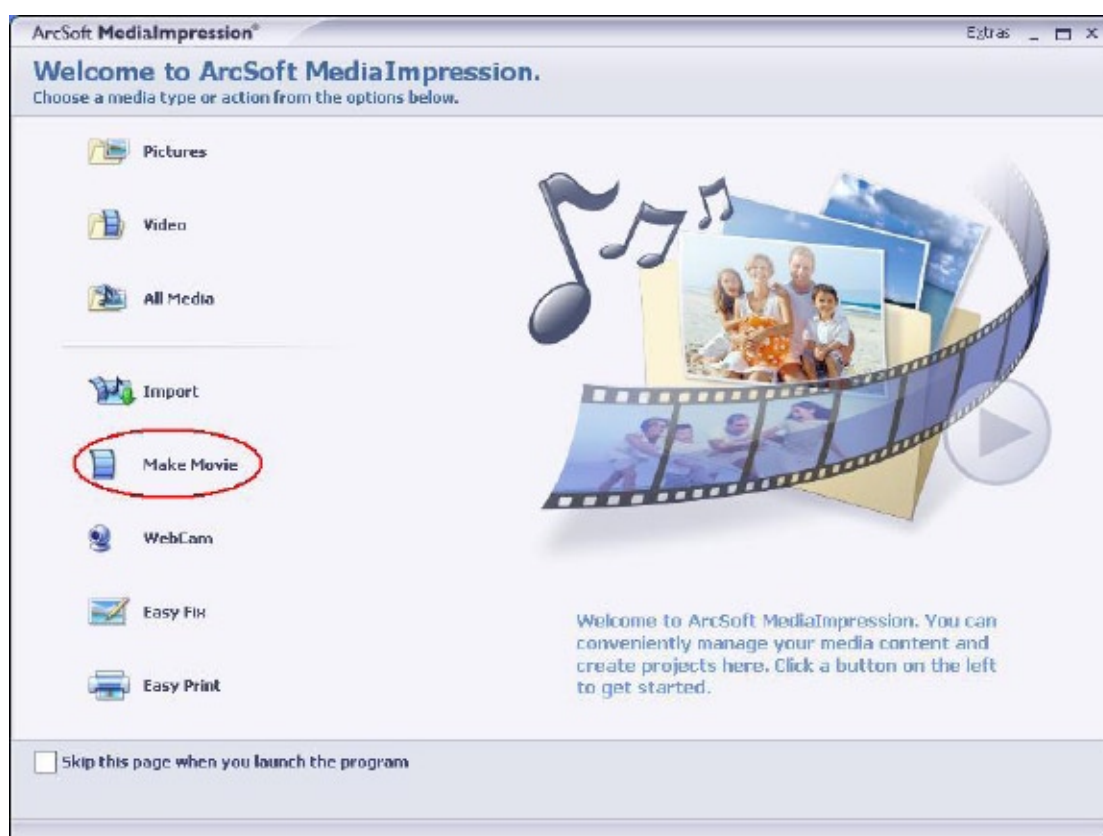 ArcSoft MediaImpression®
Extras
Welcome to ArcSoft MediaImpression.
Choose a media type or action from the options below.
Pictures
Video
All Media
Import
Make Movie
WebCam
Easy Fix
Easy Print
Welcome to ArcSoft MediaImpression. You can
conveniently manage your media content and
create projects here. Click a button on the left
to get started.
Skip this page when you launch the program